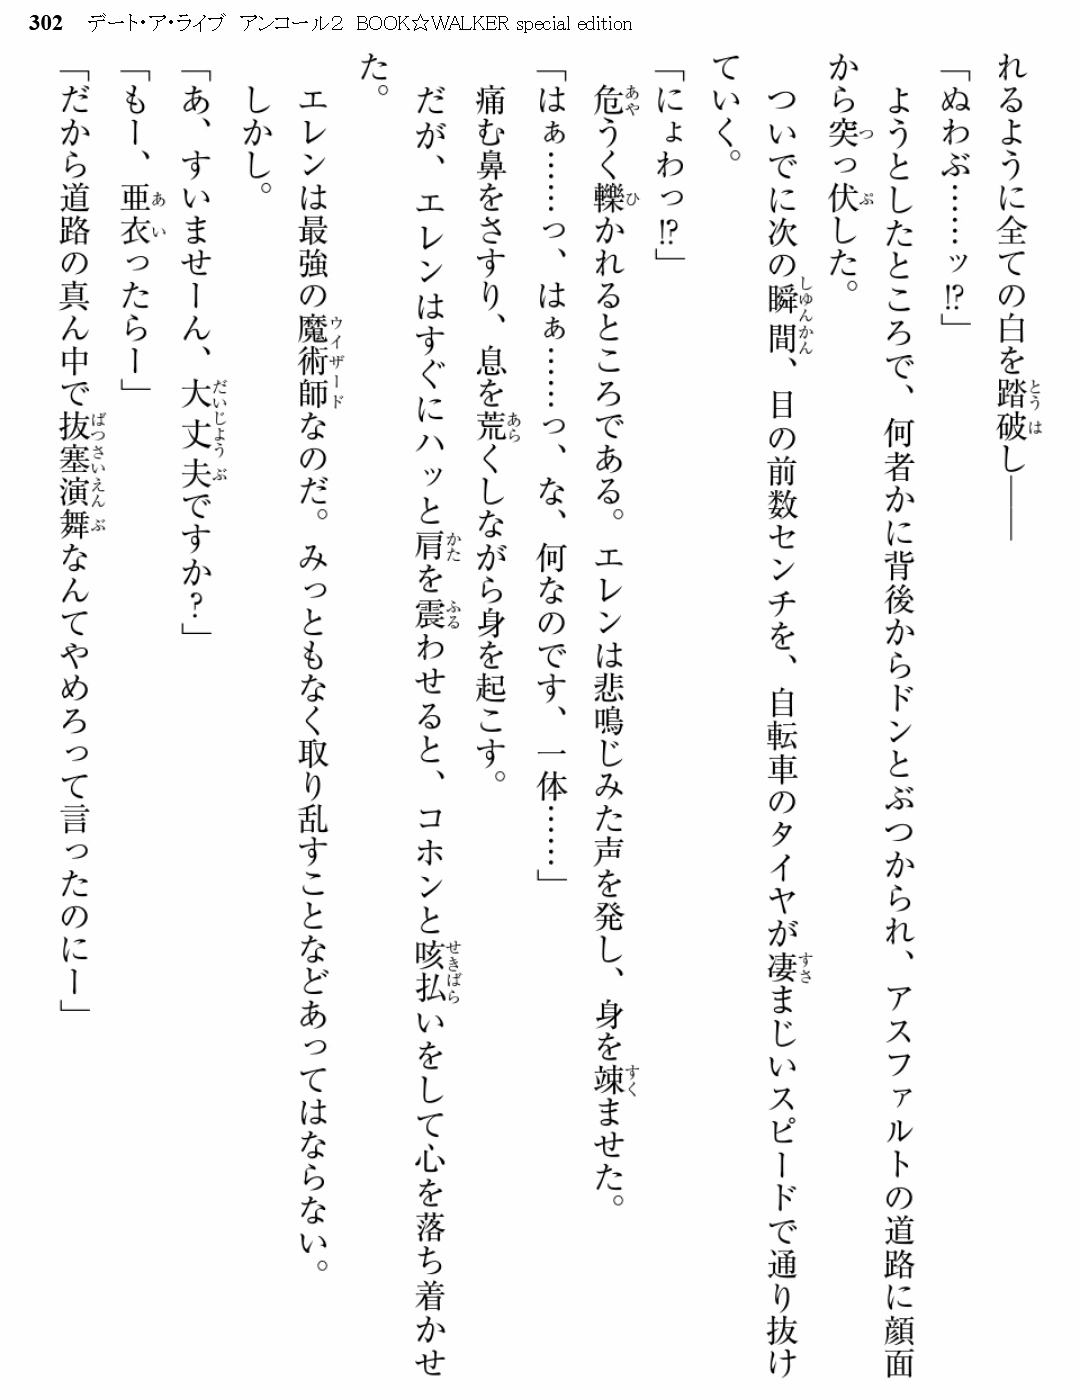 302 デート・ア・ライブ アンコール2 BOOK☆WALKER special edition
れるように全ての白を踏破し――
「ぬわぶ……ッ!?」
ようとしたところで、何者かに背後からドンとぶつかられ、アスファルトの道路に顔面
から突っ伏した。
ついでに次の瞬間、目の前数センチを、自転車のタイヤが凄まじいスピードで通り抜け
ていく。
「にょわっ!?」
危うく轢かれるところである。エレンは悲鳴じみた声を発し、身を竦ませた。
「はぁ……っ、はぁ……っ、な、何なのです、一体……」
痛む鼻をさすり、息を荒くしながら身を起こす。
だが、エレンはすぐにハッと肩を震わせると、コホンと咳払いをして心を落ち着かせ
た。
エレンは最強の魔術師なのだ。みっともなく取り乱すことなどあってはならない。
しかし。
「あ、すいませーん、大丈夫ですか?」
「もー、亜衣ったらー」
「だから道路の真ん中で抜塞演舞なんてやめろって言ったのにー」